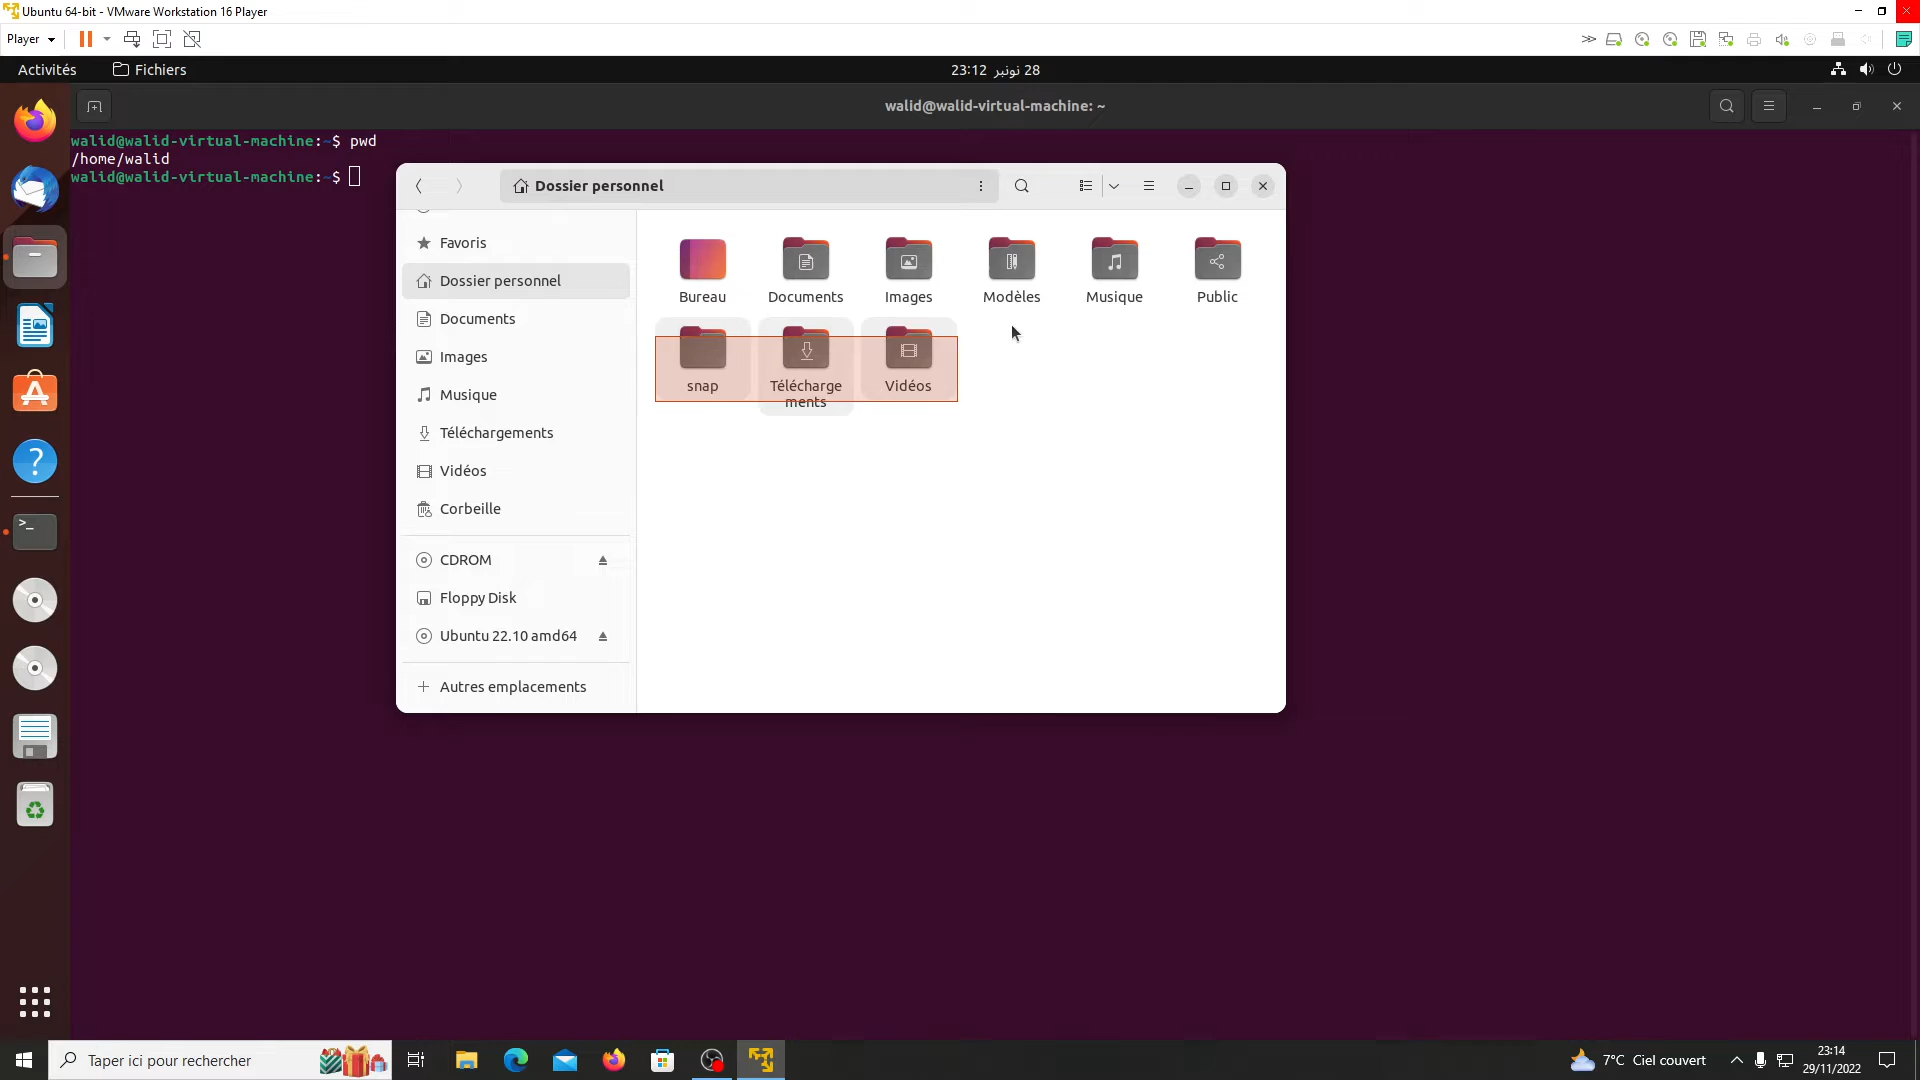 Ubuntu 64-bit - VMware Workstation 16 Player
Player
Activités
Fichiers
28 نونبر 23:12
walid@walid-virtual-machine: ~
walid@walid-virtual-machine:~$ pwd
/home/walid
walid@walid-virtual-machine:~$
Dossier personnel
Favoris
Dossier personnel
Documents
Images
Musique
Téléchargements
Vidéos
Corbeille
CDROM
Floppy Disk
Ubuntu 22.10 amd64
Autres emplacements
Bureau
Documents
Images
Modèles
Musique
Public
snap
Télécharge
ments
Vidéos
Taper ici pour rechercher
7°C Ciel couvert
23:14
29/11/2022